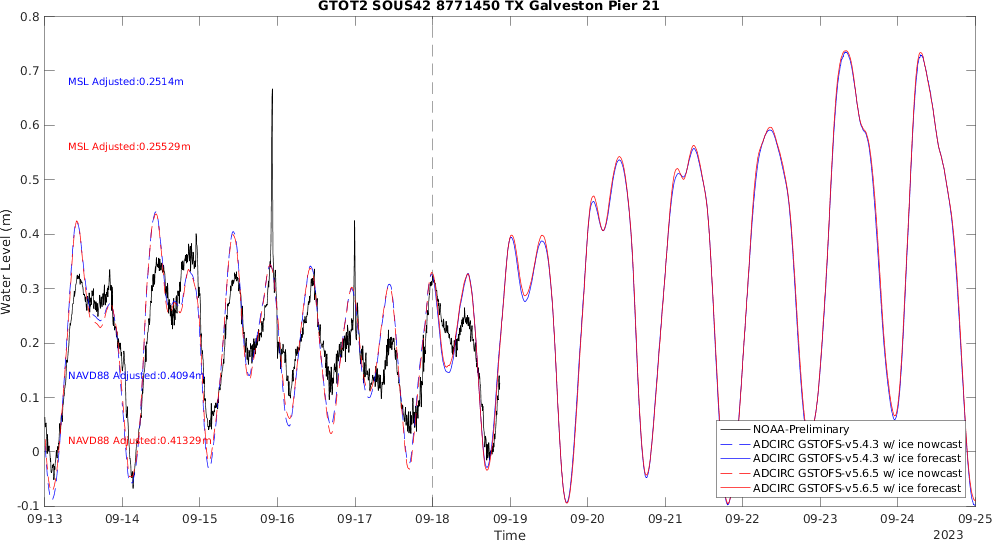 GTOT2 SOUS42 8771450 TX Galveston Pier 21
0.8
0.7
0.6
0.5
0.4
0.3
0.2
0.1
0
-0.1
Water Level (m)
MSL Adjusted:0.2514m
MSL Adjusted:0.25529m
NAVD88 Adjusted:0.4094m
NAVD88 Adjusted:0.41329m
NOAA-Preliminary
ADCIRC GSTOFS-v5.4.3 w/ ice nowcast
ADCIRC GSTOFS-v5.4.3 w/ ice forecast
ADCIRC GSTOFS-v5.6.5 w/ ice nowcast
ADCIRC GSTOFS-v5.6.5 w/ ice forecast
09-13 09-14 09-15 09-16 09-17 09-18 09-19 09-20 09-21 09-22 09-23 09-24 09-25
Time
2023